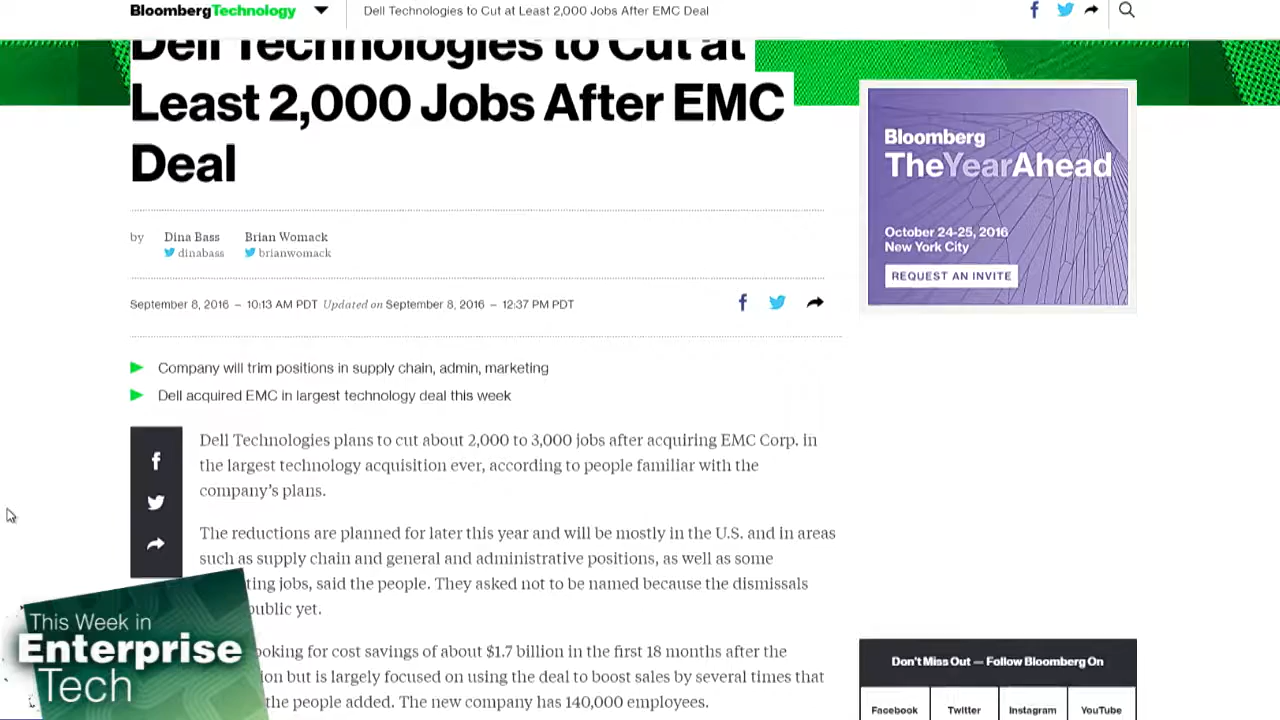 BloombergTechnology
Dell Technologies to Cut at Least 2,000 Jobs After EMC Deal
Dell Technologies to Cut at
Least 2,000 Jobs After EMC
Deal
by Dina Bass Brian Womack
dinabass brianwomack
September 8, 2016 – 10:13 AM PDT Updated on September 8, 2016 – 12:37 PM PDT
Company will trim positions in supply chain, admin, marketing
Dell acquired EMC in largest technology deal this week
Dell Technologies plans to cut about 2,000 to 3,000 jobs after acquiring EMC Corp. in
the largest technology acquisition ever, according to people familiar with the
company's plans.
The reductions are planned for later this year and will be mostly in the U.S. and in areas
such as supply chain and general and administrative positions, as well as some
ting jobs, said the people. They asked not to be named because the dismissals
public yet.
ooking for cost savings of about $1.7 billion in the first 18 months after the
ion but is largely focused on using the deal to boost sales by several times that
the people added. The new company has 140,000 employees.
Bloomberg
TheYearAhead
October 24-25, 2016
New York City
REQUEST AN INVITE
Don't Miss Out — Follow Bloomberg On
Facebook Twitter Instagram YouTube
This Week in
Enterprise
Tech